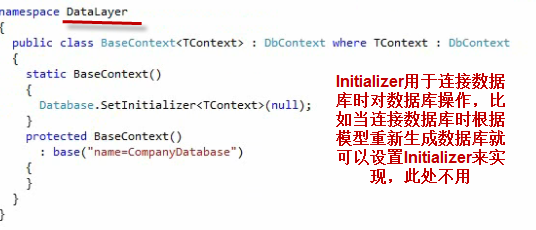 namespace DataLayer
{
public class BaseContext<TContext> : DbContext where TContext : DbContext
{
static BaseContext()
{
Database.SetInitializer<TContext>(null);
}
protected BaseContext()
: base("name=CompanyDatabase")
{
}
}
}
Initializer用于连接数据
库时对数据库操作，比
如当连接数据库时根据
模型重新生成数据库就
可以设置Initializer来实
现，此处不用